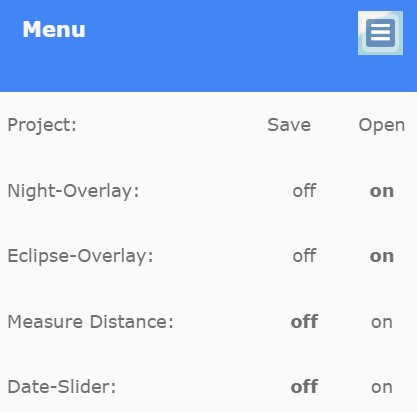 Menu
Project: Save Open
Night-Overlay: off on
Eclipse-Overlay: off on
Measure Distance: off on
Date-Slider: off on